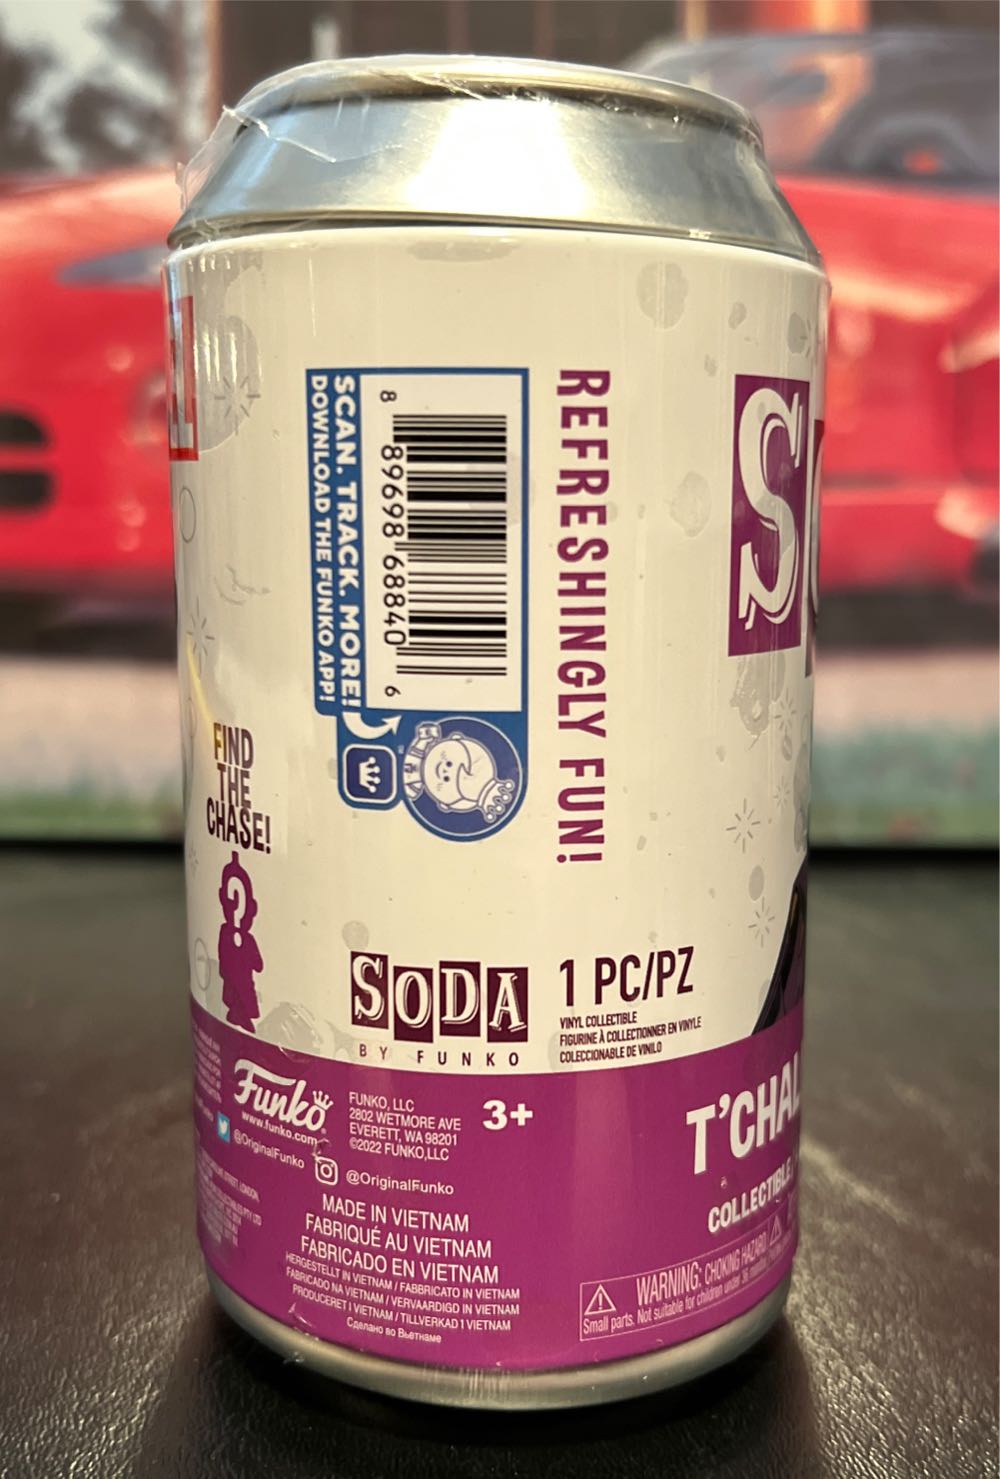 SCAN. TRACK. MORE!
DOWNLOAD THE FUNKO APP!
8 89698 68840 6
REFRESHINGLY FUN!
S
FIND
THE
CHASE!
?
SODA
BY FUNKO
1 PC/PZ
VINYL COLLECTIBLE
FIGURINE À COLLECTIONNER EN VINYLE
COLECCIONABLE DE VINILO
Funko
www.funko.com
@OriginalFunko
@OriginalFunko
FUNKO, LLC
2802 WETMORE AVE
EVERETT, WA 98201
©2022 FUNKO,LLC
3+
MADE IN VIETNAM
FABRIQUÉ AU VIETNAM
FABRICADO EN VIETNAM
HERGESTELLT IN VIETNAM / FABBRICATO IN VIETNAM
FABRICADO NA VIETNAM / VERVAARDIGD IN VIETNAM
PRODUCERET I VIETNAM / TILLVERKAD I VIETNAM
Сделано во Вьетнаме
T'CHAL
COLLECTIBLE
WARNING: CHOKING HAZARD
Small parts. Not suitable for children under 36 months